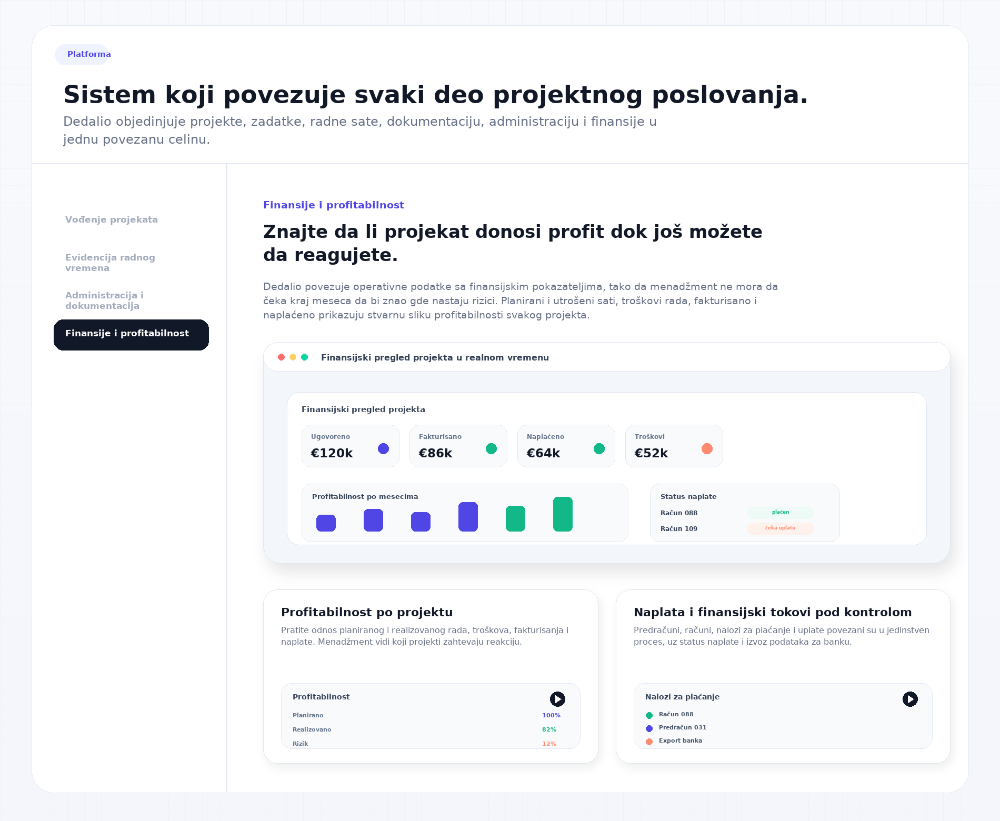 Platforma
Sistem koji povezuje svaki deo projektnog poslovanja.
Dedalio objedinjuje projekte, zadatke, radne sate, dokumentaciju, administraciju i finansije u
jednu povezanu celinu.
Vođenje projekata
Evidencija radnog
vremena
Administracija i
dokumentacija
Finansije i profitabilnost
Finansije i profitabilnost
Znajte da li projekat donosi profit dok još možete
da reagujete.
Dedalio povezuje operativne podatke sa finansijskim pokazateljima, tako da menadžment ne mora da
čeka kraj meseca da bi znao gde nastaju rizici. Planirani i utrošeni sati, troškovi rada, fakturisano i
naplaćeno prikazuju stvarnu sliku profitabilnosti svakog projekta.
Finansijski pregled projekta u realnom vremenu
Finansijski pregled projekta
Ugovoreno
€120k
Fakturisano
€86k
Naplaćeno
€64k
Troškovi
€52k
Profitabilnost po mesecima
Status naplate
Račun 088
plaćen
Račun 109
čeka uplatu
Profitabilnost po projektu
Pratite odnos planiranog i realizovanog rada, troškova, fakturisanja i
naplate. Menadžment vidi koji projekti zahtevaju reakciju.
Profitabilnost
Planirano 100%
Realizovano 82%
Rizik 12%
Naplata i finansijski tokovi pod kontrolom
Predračuni, računi, nalozi za plaćanje i uplate povezani su u jedinstven
proces, uz status naplate i izvoz podataka za banku.
Nalozi za plaćanje
Račun 088
Predračun 031
Export banka